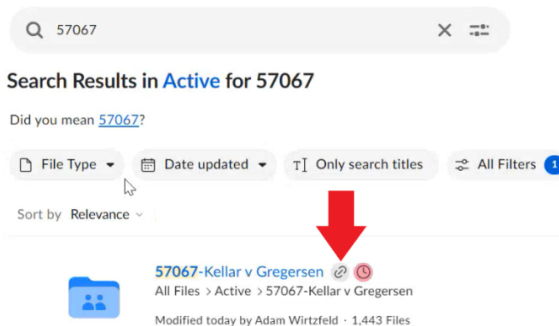 57067
Search Results in Active for 57067
Did you mean 57067?
File Type Date updated Only search titles All Filters 1
Sort by Relevance
57067-Kellar v Gregersen
All Files > Active > 57067-Kellar v Gregersen
Modified today by Adam Wirtzfeld · 1,443 Files